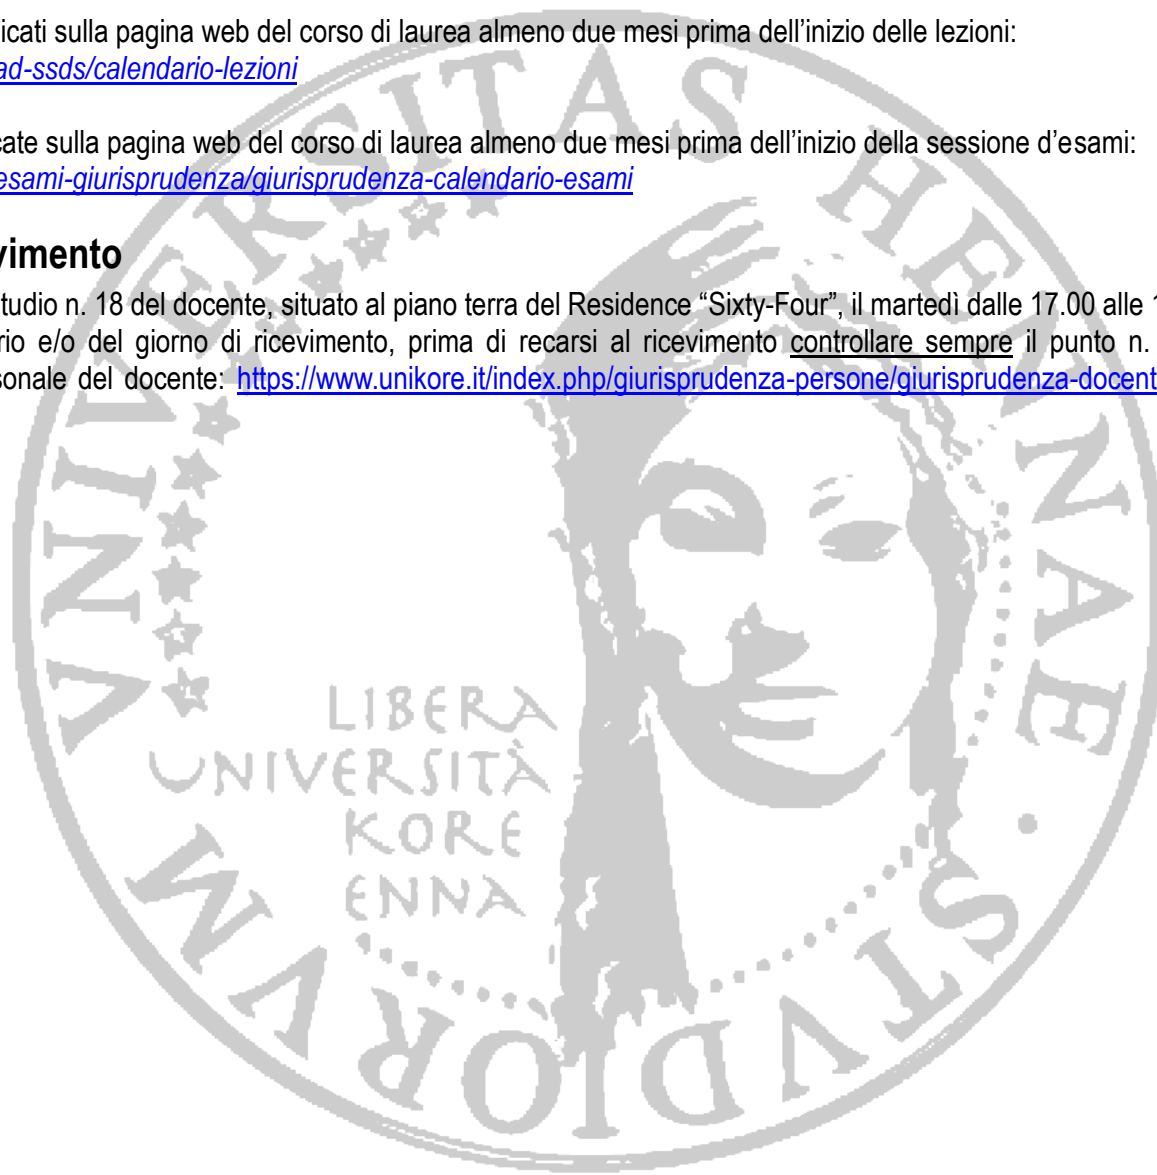 icati sulla pagina web del corso di laurea almeno due mesi prima dell’inizio delle lezioni:
ad-ssds/calendario-lezioni
cate sulla pagina web del corso di laurea almeno due mesi prima dell’inizio della sessione d’esami:
esami-giurisprudenza/giurisprudenza-calendario-esami
vimento
tudio n. 18 del docente, situato al piano terra del Residence “Sixty-Four”, il martedì dalle 17.00 alle 1
rio e/o del giorno di ricevimento, prima di recarsi al ricevimento controllare sempre il punto n.
sonale del docente: https://www.unikore.it/index.php/giurisprudenza-persone/giurisprudenza-docent
VNIVERSITAS HENNAE · STVDIORVM
LIBERA
UNIVERSITÀ
KORE
ENNA